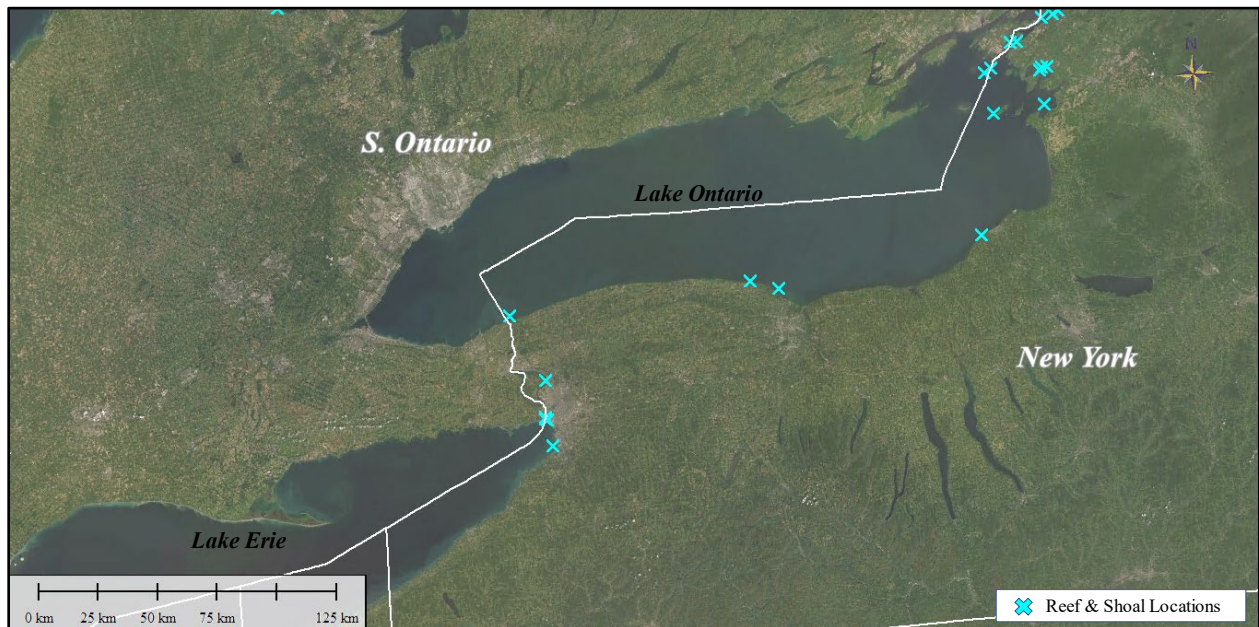 N
S. Ontario
Lake Ontario
New York
Lake Erie
0 km 25 km 50 km 75 km 125 km
Reef & Shoal Locations